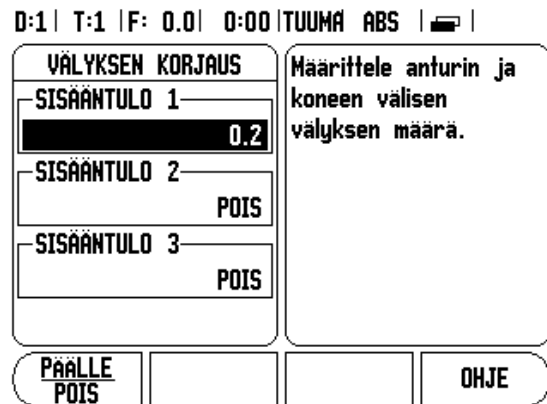 D:1 | T:1 | F: 0.0 | 0:00 | TUUMA ABS | |
VÄLYKSEN KORJAUS
SISÄÄNTULO 1
0.2
SISÄÄNTULO 2
POIS
SISÄÄNTULO 3
POIS
Määrittele anturin ja
koneen välisen
välyksen määrä.
PÄÄLLE
POIS
OHJE